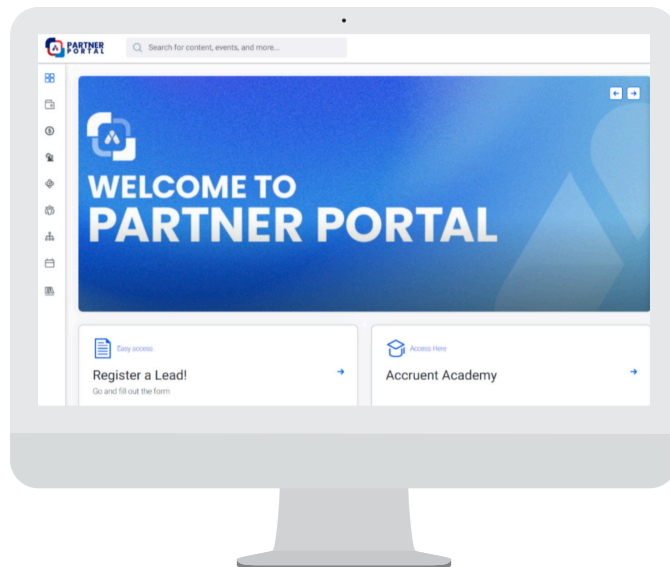 PARTNER
PORTAL
Search for content, events, and more...
WELCOME TO
PARTNER PORTAL
Easy access
Register a Lead!
Go and fill out the form
Access Here
Accruent Academy